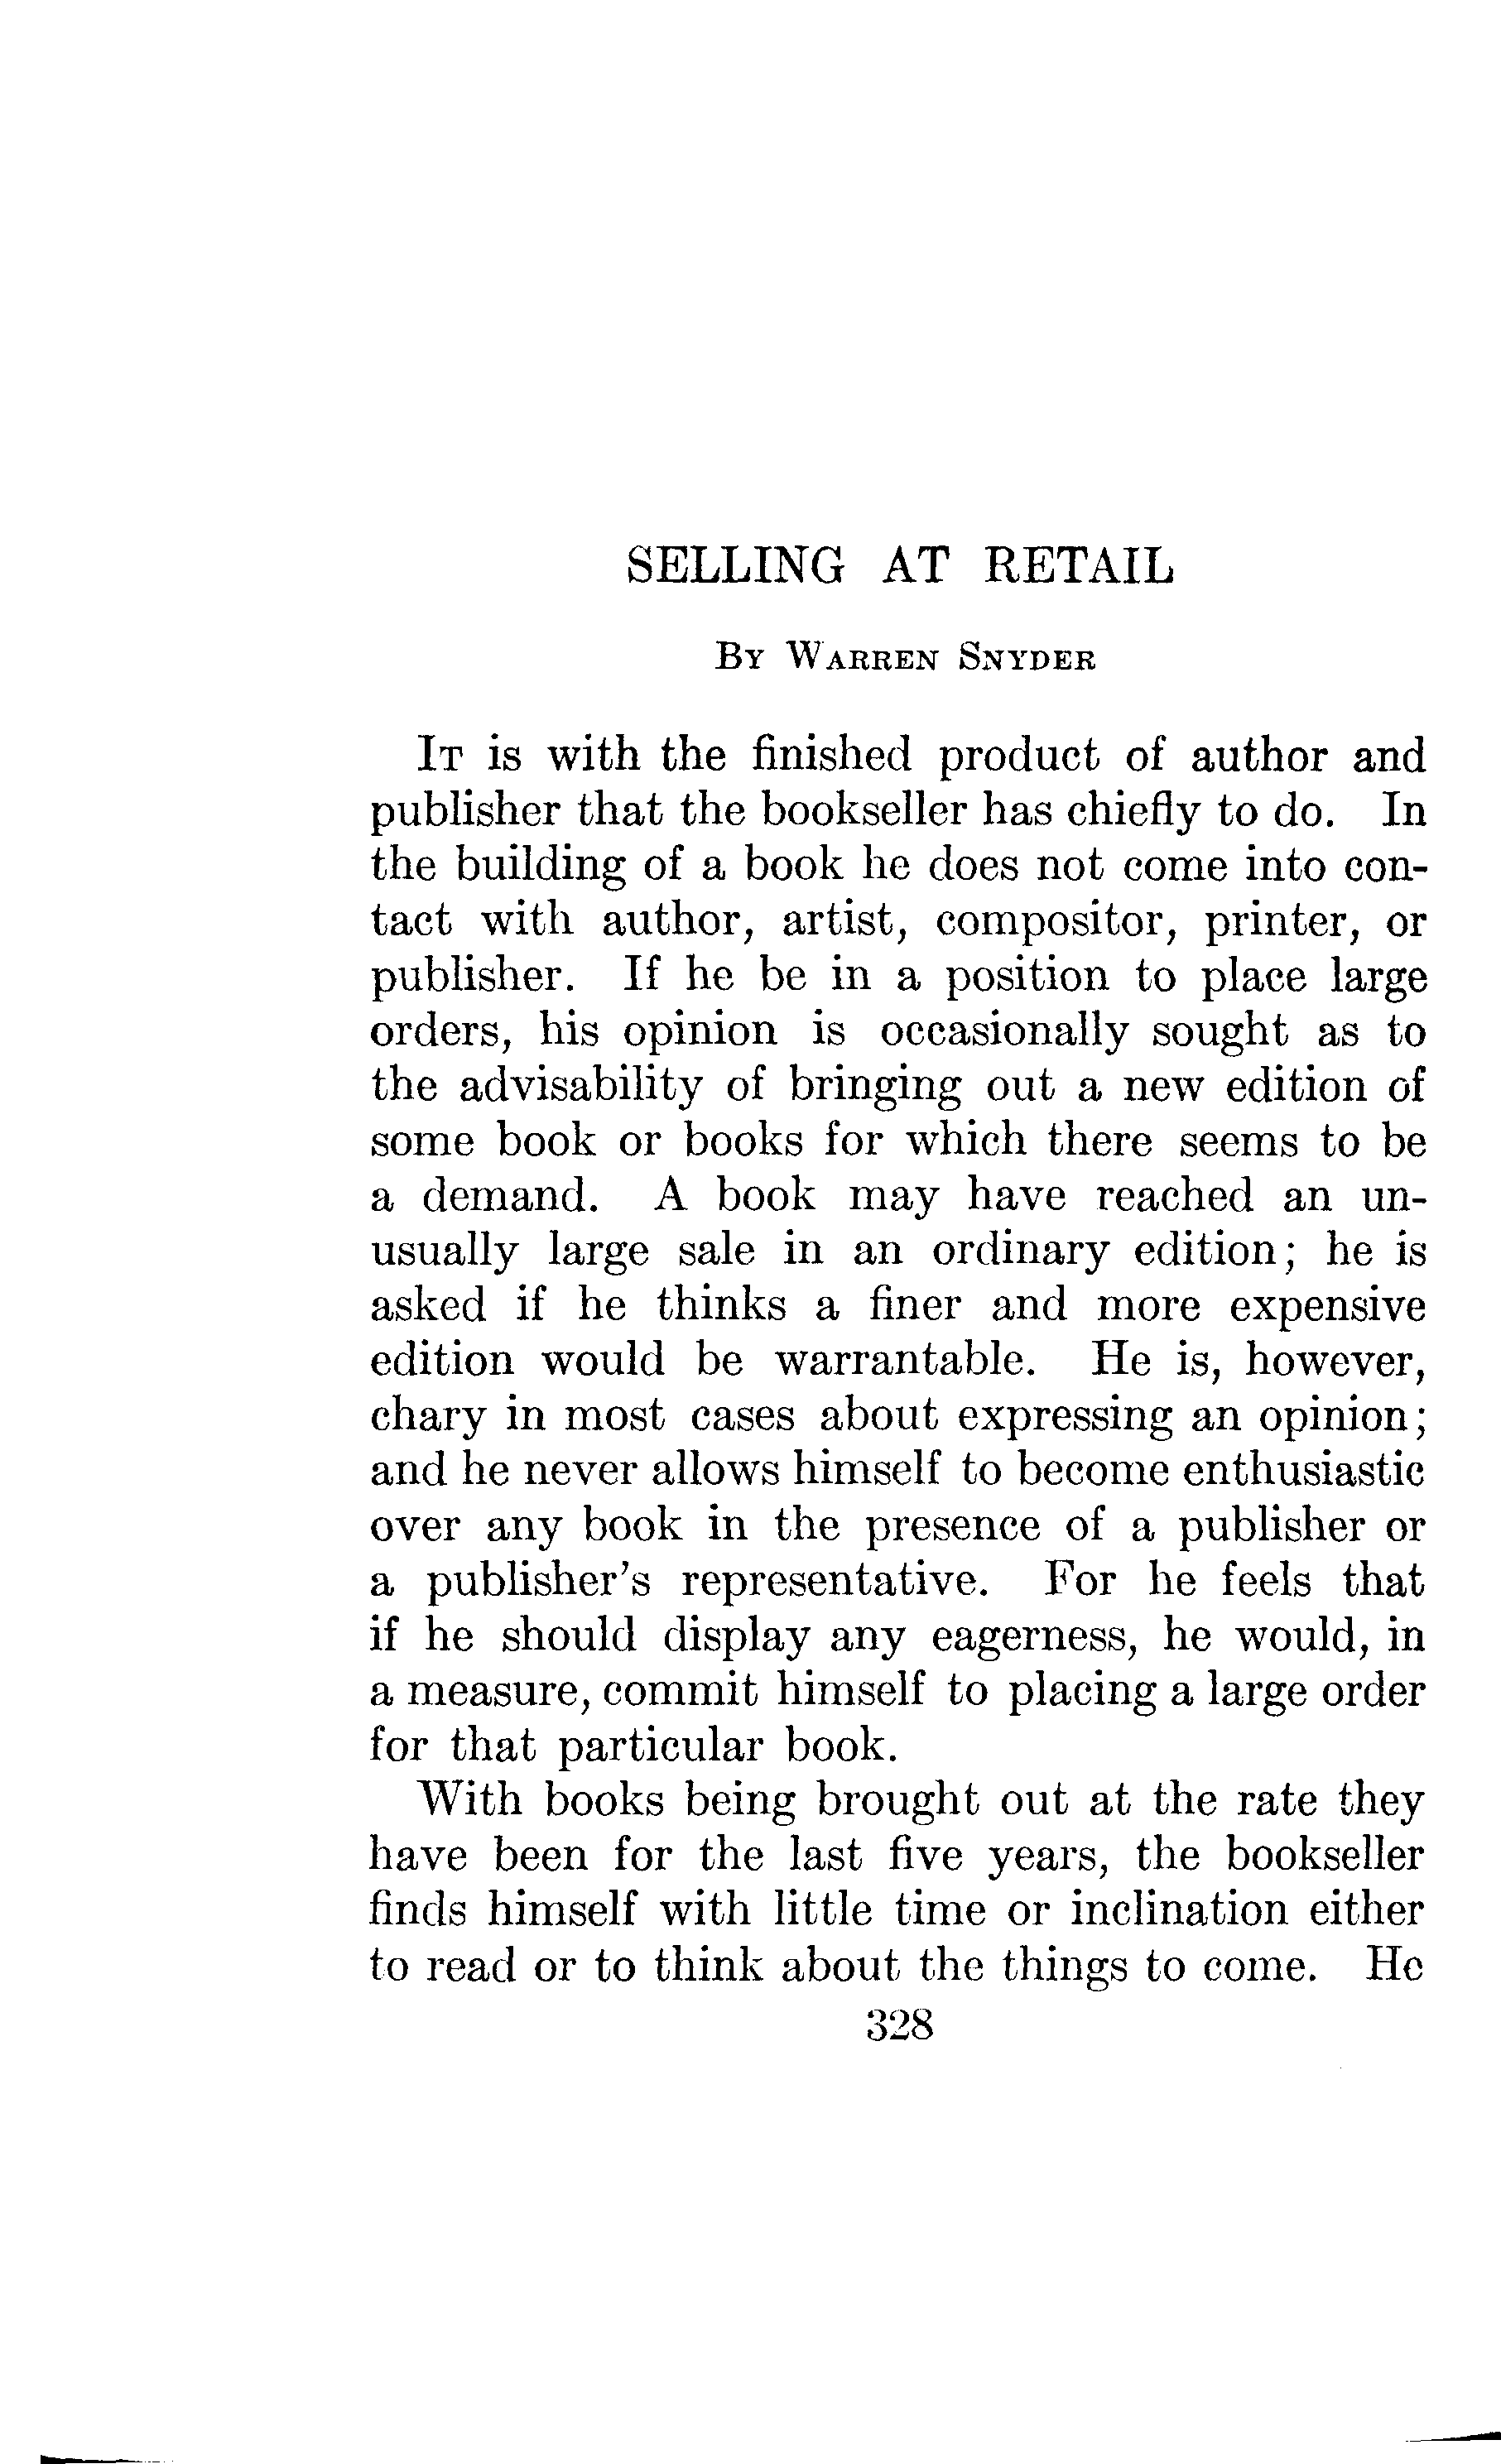 SELLING AT RETAIL
By Warren Snyder
It is with the finished product of author and
publisher that the bookseller has chiefly to do. In
the building of a book he does not come into con-
tact with author, artist, compositor, printer, or
publisher. If he be in a position to place large
orders, his opinion is occasionally sought as to
the advisability of bringing out a new edition of
some book or books for which there seems to be
a demand. A book may have reached an un-
usually large sale in an ordinary edition; he is
asked if he thinks a finer and more expensive
edition would be warrantable. He is, however,
chary in most cases about expressing an opinion;
and he never allows himself to become enthusiastic
over any book in the presence of a publisher or
a publisher's representative. For he feels that
if he should display any eagerness, he would, in
a measure, commit himself to placing a large order
for that particular book.
With books being brought out at the rate they
have been for the last five years, the bookseller
finds himself with little time or inclination either
to read or to think about the things to come. He
328